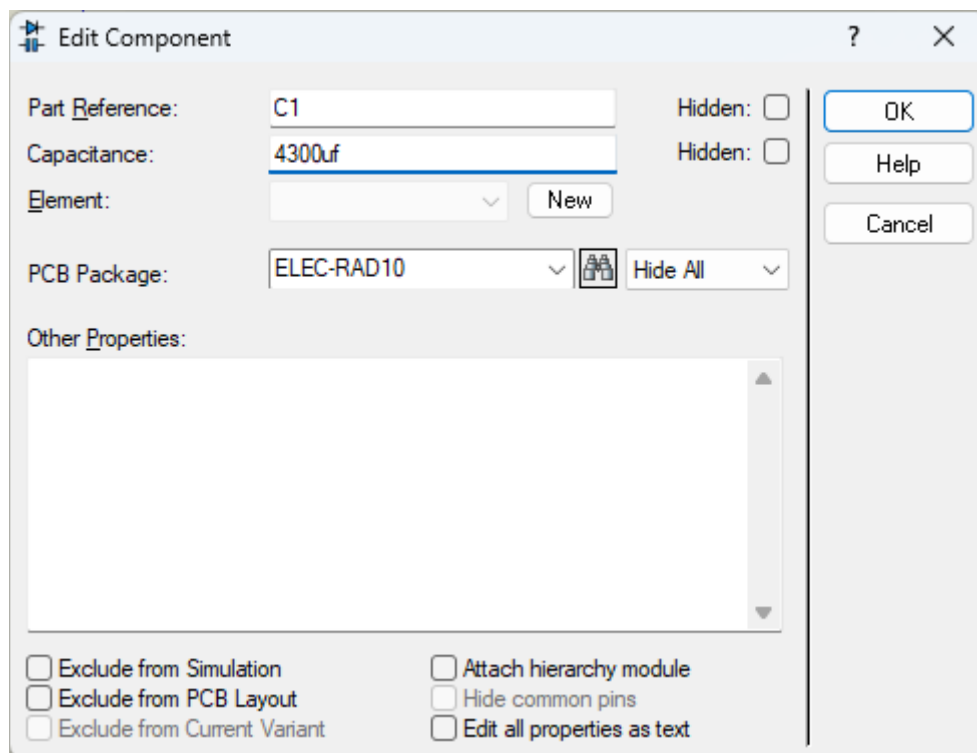 Edit Component ?
Part Reference: C1 Hidden:
Capacitance: 4300uf Hidden:
Element: New
PCB Package: ELEC-RAD10 Hide All
Other Properties:
Exclude from Simulation Attach hierarchy module
Exclude from PCB Layout Hide common pins
Exclude from Current Variant Edit all properties as text
OK
Help
Cancel